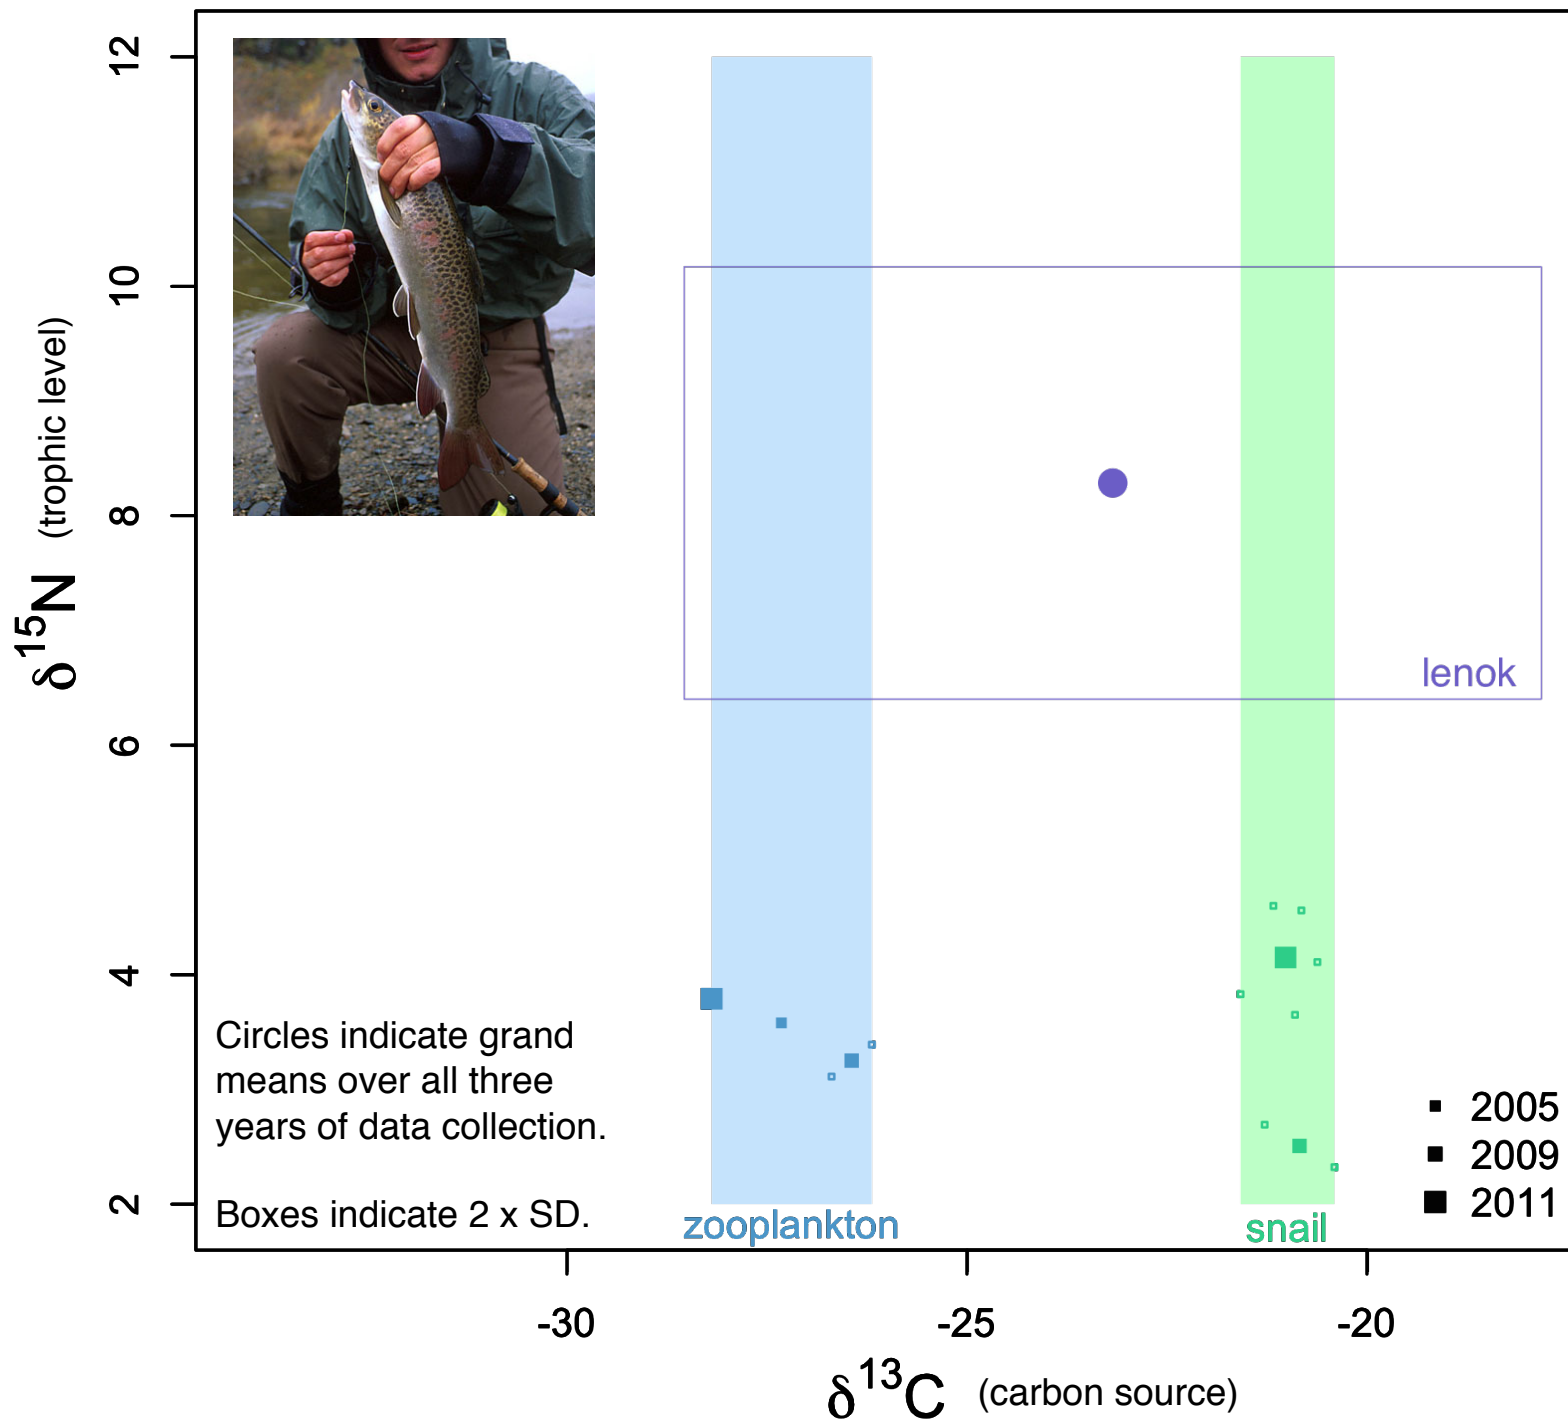 12
10
8
6
4
2
δ15N (trophic level)
lenok
Circles indicate grand
means over all three
years of data collection.
Boxes indicate 2 x SD.
zooplankton
snail
2005
2009
2011
-30
-25
-20
δ13C (carbon source)